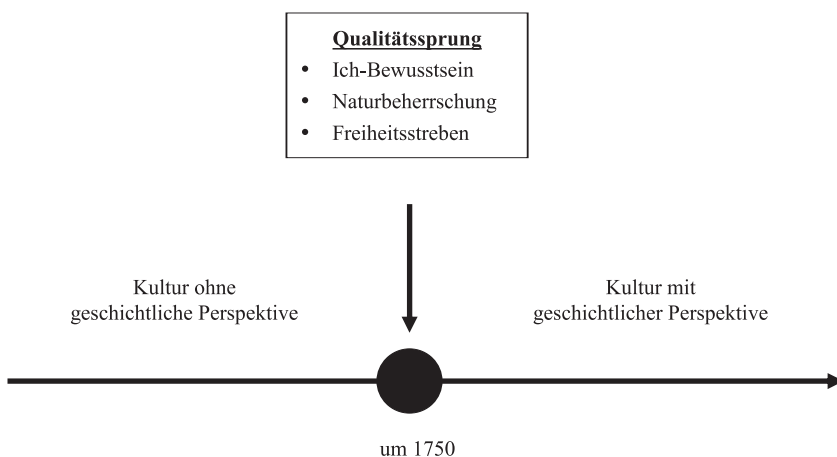 Qualitätssprung
• Ich-Bewusstsein
• Naturbeherrschung
• Freiheitsstreben
Kultur ohne
geschichtliche Perspektive
Kultur mit
geschichtlicher Perspektive
um 1750